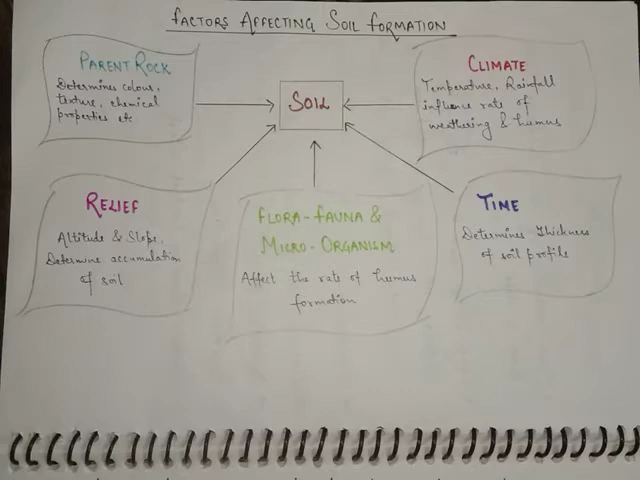 FACTORS AFFECTING SOIL FORMATION
PARENT ROCK
Determines colour,
texture, chemical
properties etc
SOIL
CLIMATE
Temperature, Rainfall
influence rate of
weathering & humus
RELIEF
Altitude & Slope,
Determine accumulation
of soil
FLORA-FAUNA &
MICRO-ORGANISM
Affect the rate of humus
formation
TIME
Determines Thickness
of soil profile